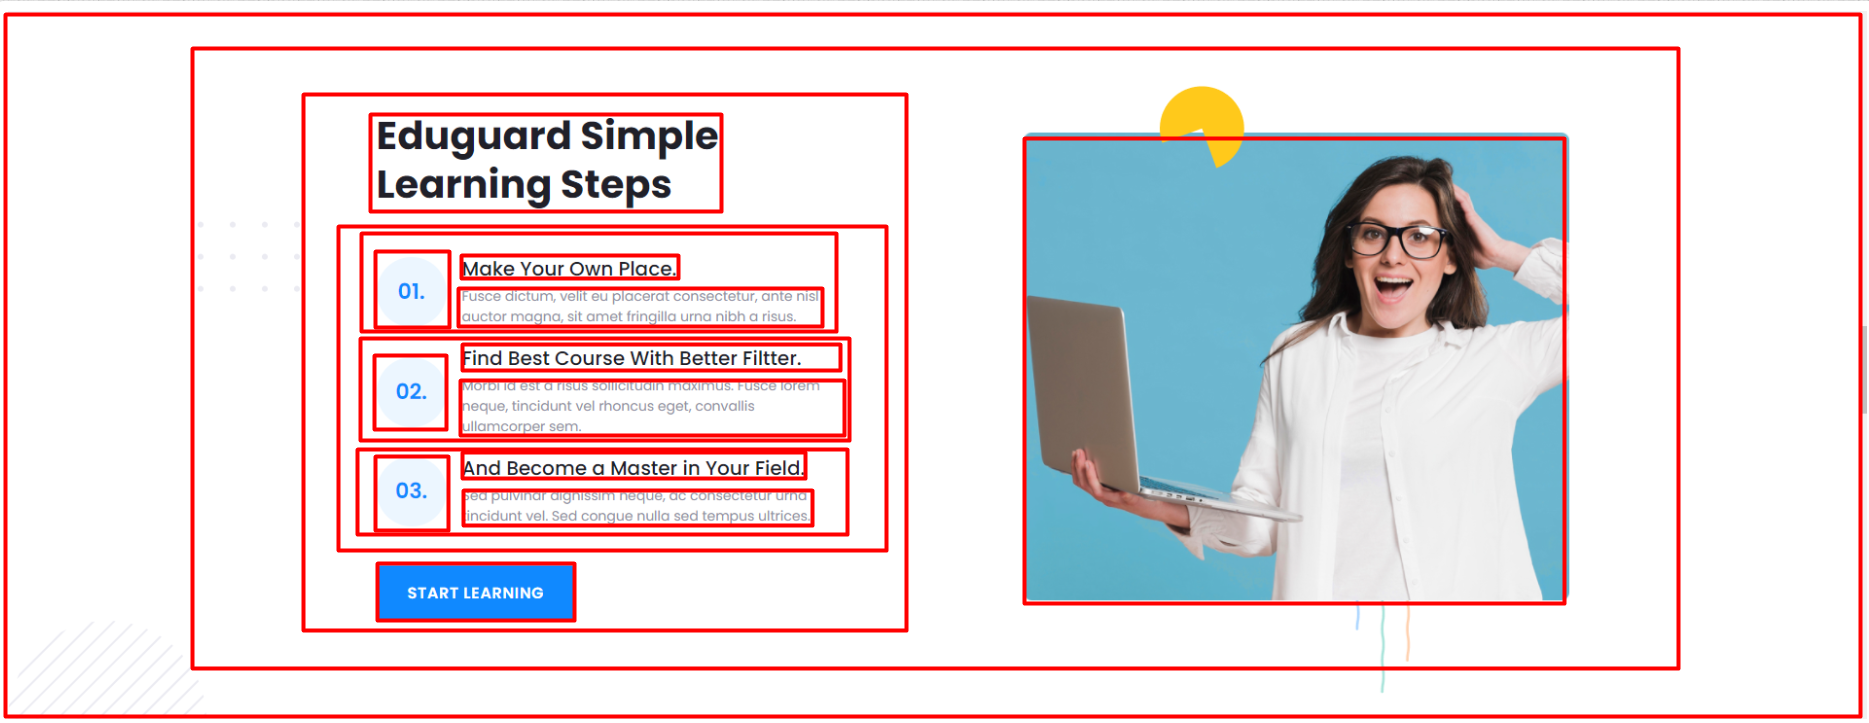 Eduguard Simple
Learning Steps
01.
Make Your Own Place.
Fusce dictum, velit eu placerat consectetur, ante nisl
auctor magna, sit amet fringilla urna nibh a risus.
02.
Find Best Course With Better Filtter.
Morbi id est a risus sollicitudin maximus. Fusce lorem
neque, tincidunt vel rhoncus eget, convallis
ullamcorper sem.
03.
And Become a Master in Your Field.
Sed pulvinar dignissim neque, ac consectetur urna
tincidunt vel. Sed congue nulla sed tempus ultrices.
START LEARNING